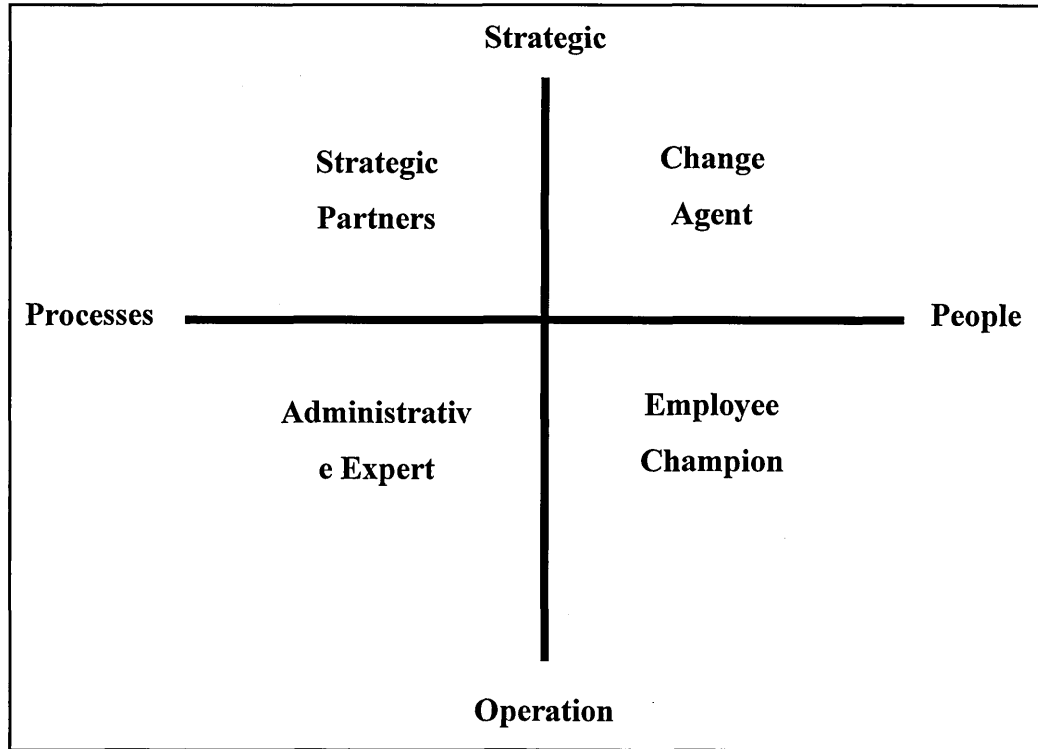 Strategic
Strategic
Partners
Change
Agent
Processes
People
Administrativ
e Expert
Employee
Champion
Operation